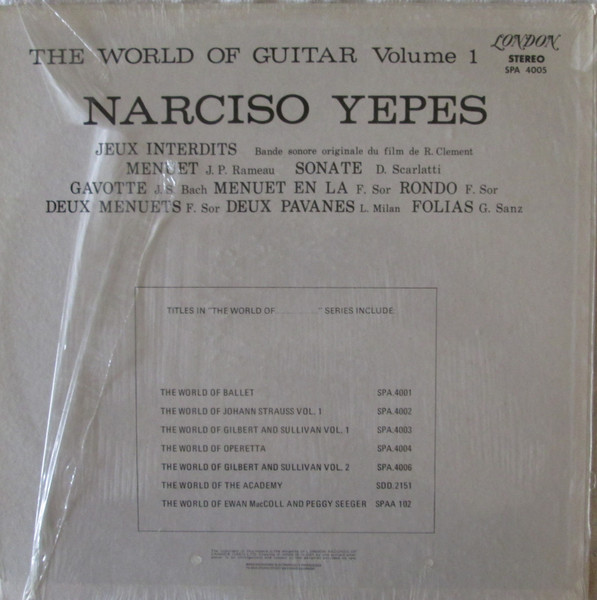 LONDON
THE WORLD OF GUITAR Volume 1
STEREO
SPA 4005
NARCISO YEPES
JEUX INTERDITS Bande sonore originale du film de R. Clement
MENUET J. P. Rameau SONATE D. Scarlatti
GAVOTTE J. S. Bach MENUET EN LA F. Sor RONDO F. Sor
DEUX MENUETS F. Sor DEUX PAVANES L. Milan FOLIAS G. Sanz
TITLES IN "THE WORLD OF..............." SERIES INCLUDE:
THE WORLD OF BALLET SPA.4001
THE WORLD OF JOHANN STRAUSS VOL. 1 SPA.4002
THE WORLD OF GILBERT AND SULLIVAN VOL. 1 SPA.4003
THE WORLD OF OPERETTA SPA.4004
THE WORLD OF GILBERT AND SULLIVAN VOL. 2 SPA.4006
THE WORLD OF THE ACADEMY SDD.2151
THE WORLD OF EWAN MacCOLL AND PEGGY SEEGER SPAA 102